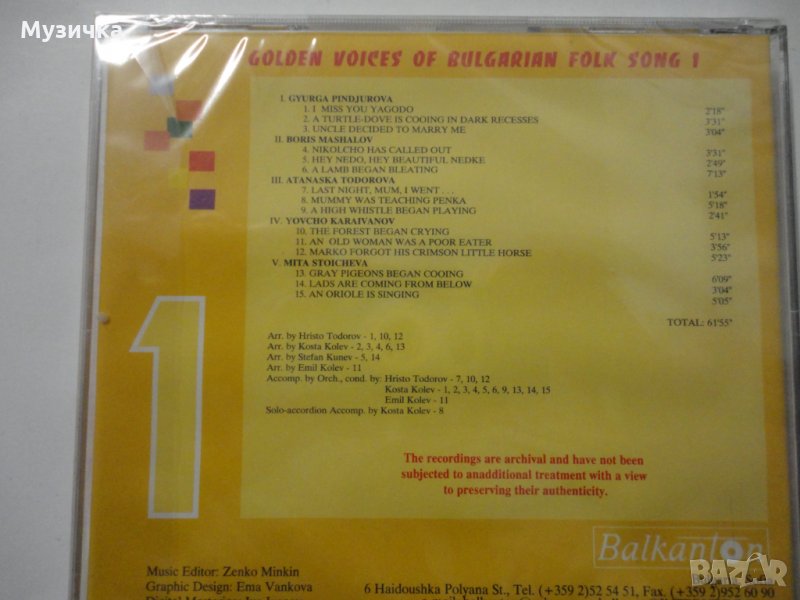 Музичка
GOLDEN VOICES OF BULGARIAN FOLK SONG 1
I. GYURGA PINDJUROVA
1. I MISS YOU YAGODO 2'18"
2. A TURTLE-DOVE IS COOING IN DARK RECESSES 3'31"
3. UNCLE DECIDED TO MARRY ME 3'04"
II. BORIS MASHALOV
4. NIKOLCHO HAS CALLED OUT 3'31"
5. HEY NEDO, HEY BEAUTIFUL NEDKE 2'49"
6. A LAMB BEGAN BLEATING 7'13"
III. ATANASKA TODOROVA
7. LAST NIGHT, MUM, I WENT . . . 1'54"
8. MUMMY WAS TEACHING PENKA 5'18"
9. A HIGH WHISTLE BEGAN PLAYING 2'41"
IV. YOVCHO KARAIVANOV
10. THE FOREST BEGAN CRYING 5'13"
11. AN OLD WOMAN WAS A POOR EATER 3'56"
12. MARKO FORGOT HIS CRIMSON LITTLE HORSE 5'23"
V. MITA STOICHEVA
13. GRAY PIGEONS BEGAN COOING 6'09"
14. LADS ARE COMING FROM BELOW 3'04"
15. AN ORIOLE IS SINGING 5'05"
TOTAL: 61'55"
1
Arr. by Hristo Todorov - 1, 10, 12
Arr. by Kosta Kolev - 2, 3, 4, 6, 13
Arr. by Stefan Kunev - 5, 14
Arr. by Emil Kolev - 11
Accomp. by Orch., cond. by: Hristo Todorov - 7, 10, 12
Kosta Kolev - 1, 2, 3, 4, 5, 6, 9, 13, 14, 15
Emil Kolev - 11
Solo-accordion Accomp. by Kosta Kolev - 8
The recordings are archival and have not been
subjected to anadditional treatment with a view
to preserving their authenticity.
Balkanton
BAZAR
Music Editor: Zenko Minkin
Graphic Design: Ema Vankova
6 Haidoushka Polyana St., Tel. (+ 359 2)52 54 51, Fax. (+ 359 2)952 60 90